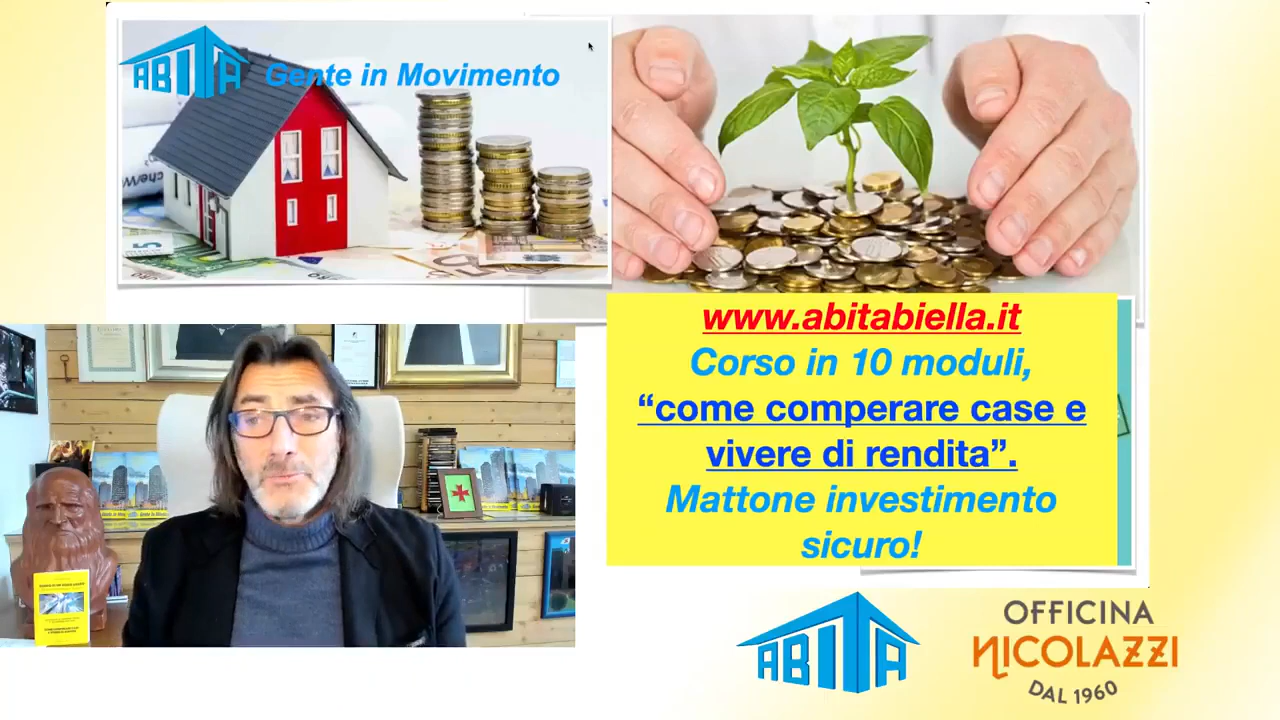 ABITA
Gente in Movimento
www.abitabiella.it
Corso in 10 moduli,
“come comperare case e
vivere di rendita”.
Mattone investimento
sicuro!
ABITA
OFFICINA
NICOLAZZI
DAL 1960